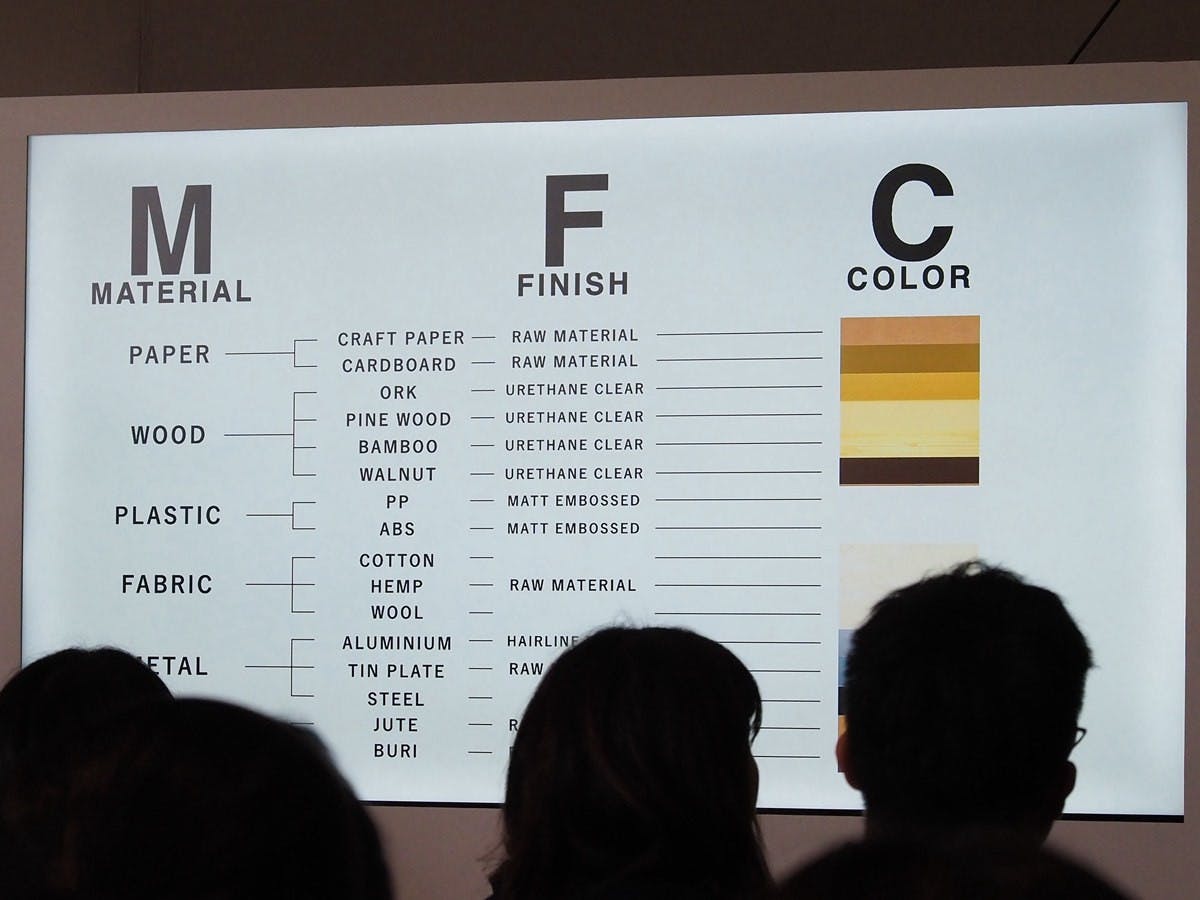 M F C
MATERIAL FINISH COLOR
PAPER
CRAFT PAPER RAW MATERIAL
CARDBOARD RAW MATERIAL
WOOD
ORK URETHANE CLEAR
PINE WOOD URETHANE CLEAR
BAMBOO URETHANE CLEAR
WALNUT URETHANE CLEAR
PLASTIC
PP MATT EMBOSSED
ABS MATT EMBOSSED
FABRIC
COTTON
HEMP RAW MATERIAL
WOOL
ETAL
ALUMINIUM HAIRLINE
TIN PLATE RAW
STEEL
JUTE
BURI